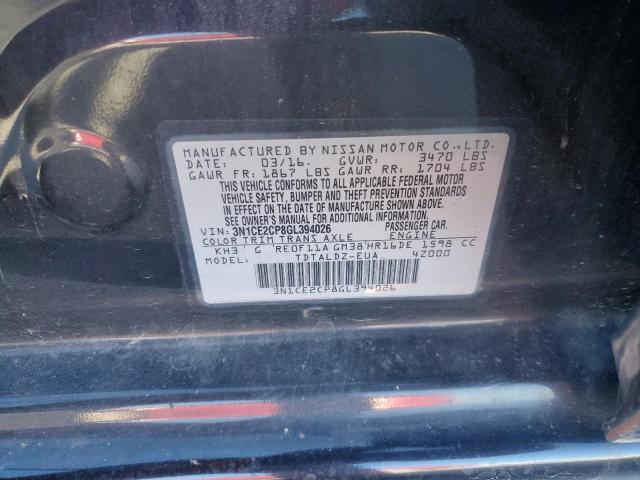 MANUFACTURED BY NISSAN MOTOR CO., LTD.
DATE: 03/16. GVWR: 3470 LBS
GAWR FR: 1867 LBS GAWR RR: 1704 LBS
THIS VEHICLE CONFORMS TO ALL APPLICABLE FEDERAL MOTOR
VEHICLE SAFETY, BUMPER AND THEFT PREVENTION STANDARDS
IN EFFECT ON THE DATE OF MANUFACTURE SHOWN ABOVE.
SEE OWNER'S MANUAL FOR ADDITIONAL INFORMATION
VIN: 3N1CE2CP8GL394026
COLOR TRIM TRANS AXLE ENGINE
KH3 G RE0F11A GM38 HR16DE 1598 CC
MODEL: TDTALDZ-EUA 4Z000
3N1CE2CP8GL394026